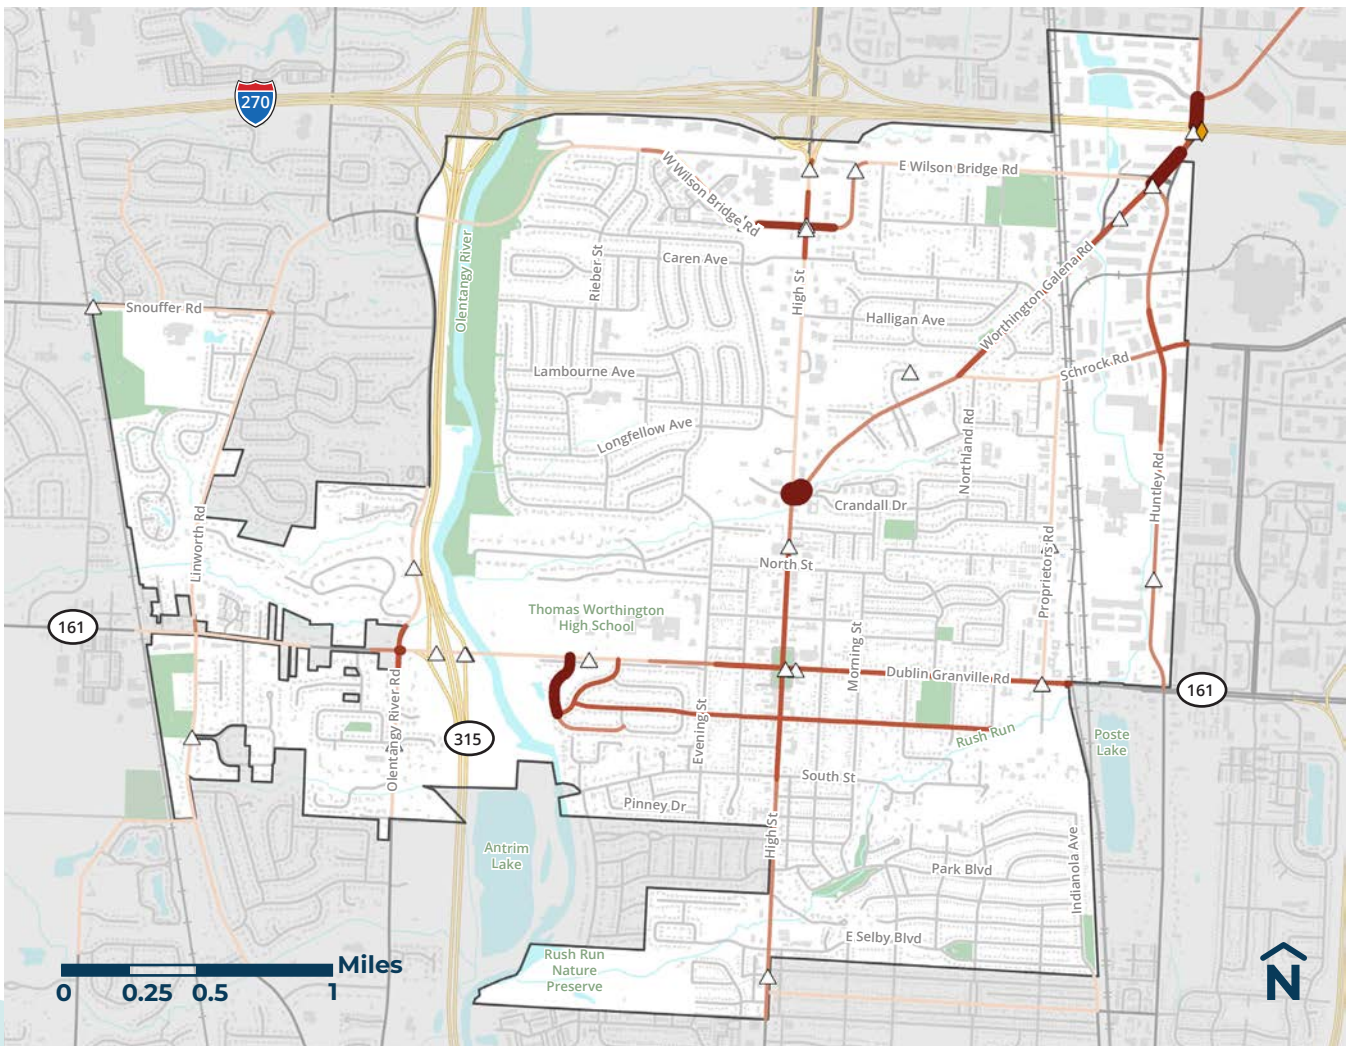 270
W Wilson Bridge Rd
E Wilson Bridge Rd
Olentangy River
Rieber St
Caren Ave
High St
Worthington Galena Rd
Snouffer Rd
Halligan Ave
Schrock Rd
Lambourne Ave
Longfellow Ave
Northland Rd
Huntley Rd
Crandall Dr
Linworth Rd
North St
Proprietors Rd
161
Thomas Worthington
High School
Morning St
Dublin Granville Rd
161
Olentangy River Rd
Evening St
315
Rush Run
Poste
Lake
South St
Pinney Dr
High St
Antrim
Lake
Park Blvd
Indianola Ave
E Selby Blvd
Rush Run
Nature
Preserve
Miles
0 0.25 0.5 1
N